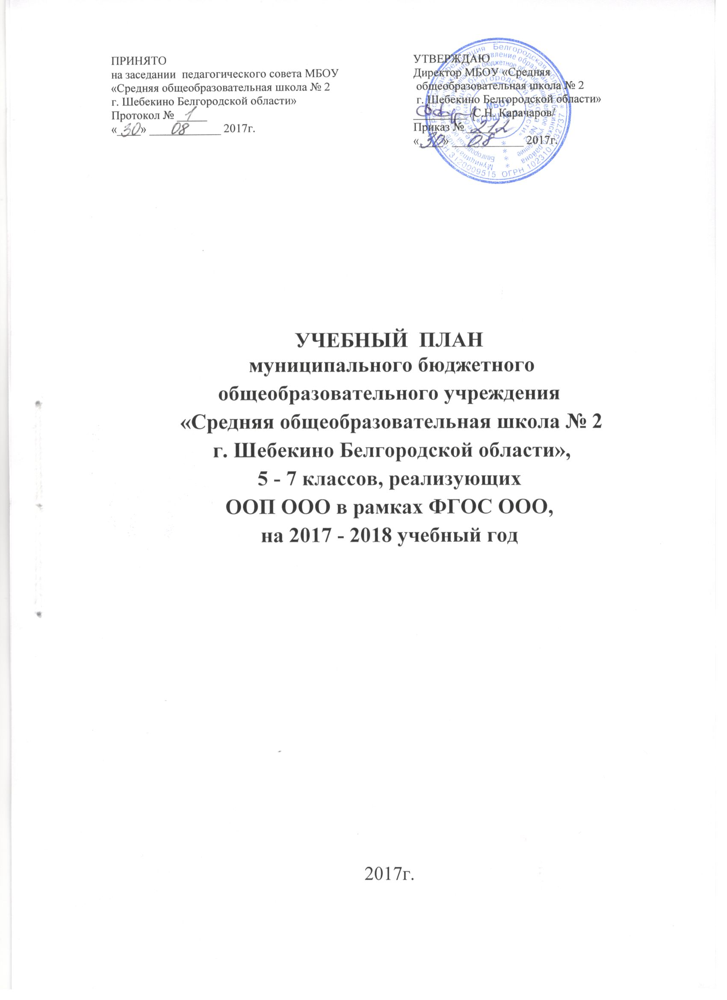 ПРИНЯТО
на заседании педагогического совета МБОУ
«Средняя общеобразовательная школа № 2
г. Шебекино Белгородской области»
Протокол № 1
«30» 08 2017г.
УТВЕРЖДАЮ
Директор МБОУ «Средняя
общеобразовательная школа № 2
г. Шебекино Белгородской области»
/С.Н. Карачаров/
Приказ № 212
«30» 08 2017г.
УЧЕБНЫЙ ПЛАН
муниципального бюджетного
общеобразовательного учреждения
«Средняя общеобразовательная школа № 2
г. Шебекино Белгородской области»,
5 - 7 классов, реализующих
ООП ООО в рамках ФГОС ООО,
на 2017 - 2018 учебный год
2017г.